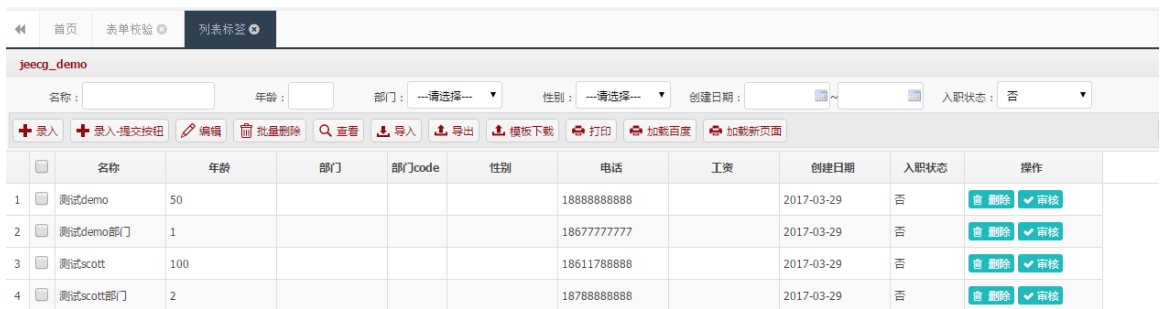 首页 表单校验 列表标签
jeecg_demo
名称： 年龄： 部门： ---请选择--- 性别： ---请选择--- 创建日期： ~ 入职状态： 否
录入 录入-提交按钮 编辑 批量删除 查看 导入 导出 模板下载 打印 加载百度 加载新页面
名称 年龄 部门 部门code 性别 电话 工资 创建日期 入职状态 操作
1 测试demo 50 18888888888 2017-03-29 否 删除 审核
2 测试demo部门 1 18677777777 2017-03-29 否 删除 审核
3 测试scott 100 18611788888 2017-03-29 否 删除 审核
4 测试scott部门 2 18788888888 2017-03-29 否 删除 审核